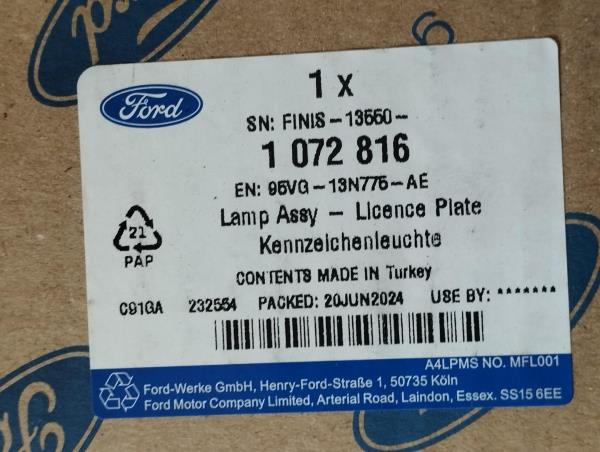 Ford
1 x
SN: FINIS-13550-
1 072 816
EN: 95VG-13N775-AE
Lamp Assy - Licence Plate
Kennzeichenleuchte
21
PAP
CONTENTS MADE IN Turkey
C91GA 232554 PACKED: 20JUN2024 USE BY: *******
A4LPMS NO. MFL001
Ford-Werke GmbH, Henry-Ford-Straße 1, 50735 Köln
Ford Motor Company Limited, Arterial Road, Laindon, Essex. SS15 6EE